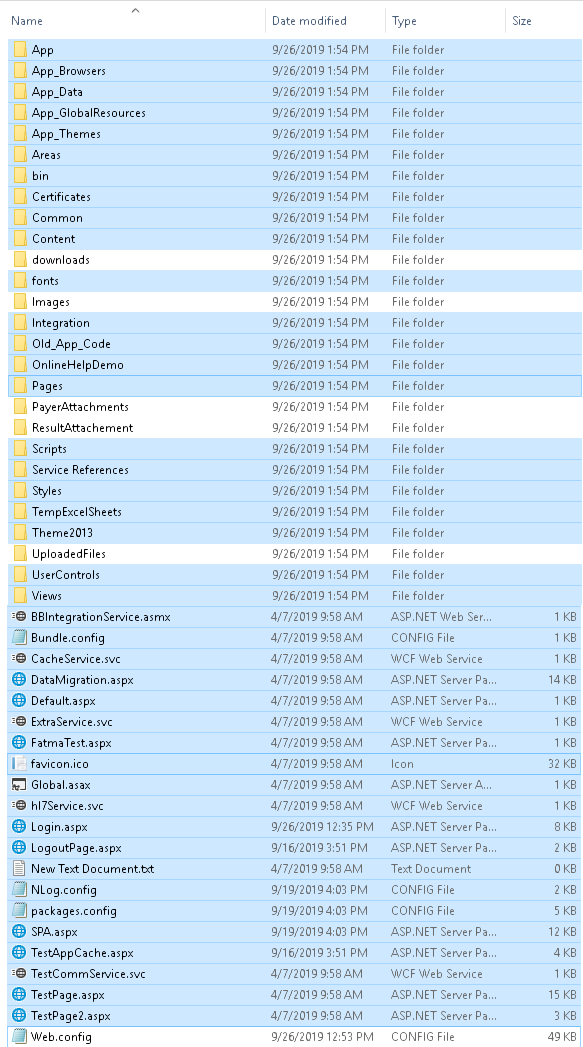 Name Date modified Type Size
App 9/26/2019 1:54 PM File folder
App_Browsers 9/26/2019 1:54 PM File folder
App_Data 9/26/2019 1:54 PM File folder
App_GlobalResources 9/26/2019 1:54 PM File folder
App_Themes 9/26/2019 1:54 PM File folder
Areas 9/26/2019 1:54 PM File folder
bin 9/26/2019 1:54 PM File folder
Certificates 9/26/2019 1:54 PM File folder
Common 9/26/2019 1:54 PM File folder
Content 9/26/2019 1:54 PM File folder
downloads 9/26/2019 1:54 PM File folder
fonts 9/26/2019 1:54 PM File folder
Images 9/26/2019 1:54 PM File folder
Integration 9/26/2019 1:54 PM File folder
Old_App_Code 9/26/2019 1:54 PM File folder
OnlineHelpDemo 9/26/2019 1:54 PM File folder
Pages 9/26/2019 1:54 PM File folder
PayerAttachments 9/26/2019 1:54 PM File folder
ResultAttachement 9/26/2019 1:54 PM File folder
Scripts 9/26/2019 1:54 PM File folder
Service References 9/26/2019 1:54 PM File folder
Styles 9/26/2019 1:54 PM File folder
TempExcelSheets 9/26/2019 1:54 PM File folder
Theme2013 9/26/2019 1:54 PM File folder
UploadedFiles 9/26/2019 1:54 PM File folder
UserControls 9/26/2019 1:54 PM File folder
Views 9/26/2019 1:54 PM File folder
BBIntegrationService.asmx 4/7/2019 9:58 AM ASP.NET Web Ser... 1 KB
Bundle.config 4/7/2019 9:58 AM CONFIG File 1 KB
CacheService.svc 4/7/2019 9:58 AM WCF Web Service 1 KB
DataMigration.aspx 4/7/2019 9:58 AM ASP.NET Server Pa... 14 KB
Default.aspx 4/7/2019 9:58 AM ASP.NET Server Pa... 1 KB
ExtraService.svc 4/7/2019 9:58 AM WCF Web Service 1 KB
FatmaTest.aspx 4/7/2019 9:58 AM ASP.NET Server Pa... 1 KB
favicon.ico 4/7/2019 9:58 AM Icon 32 KB
Global.asax 4/7/2019 9:58 AM ASP.NET Server A... 1 KB
hl7Service.svc 4/7/2019 9:58 AM WCF Web Service 1 KB
Login.aspx 9/26/2019 12:35 PM ASP.NET Server Pa... 8 KB
LogoutPage.aspx 9/16/2019 3:51 PM ASP.NET Server Pa... 2 KB
New Text Document.txt 4/7/2019 9:58 AM Text Document 0 KB
NLog.config 9/19/2019 4:03 PM CONFIG File 2 KB
packages.config 9/19/2019 4:03 PM CONFIG File 5 KB
SPA.aspx 9/19/2019 4:03 PM ASP.NET Server Pa... 12 KB
TestAppCache.aspx 9/16/2019 3:51 PM ASP.NET Server Pa... 4 KB
TestCommService.svc 4/7/2019 9:58 AM WCF Web Service 1 KB
TestPage.aspx 4/7/2019 9:58 AM ASP.NET Server Pa... 15 KB
TestPage2.aspx 4/7/2019 9:58 AM ASP.NET Server Pa... 3 KB
Web.config 9/26/2019 12:53 PM CONFIG File 49 KB